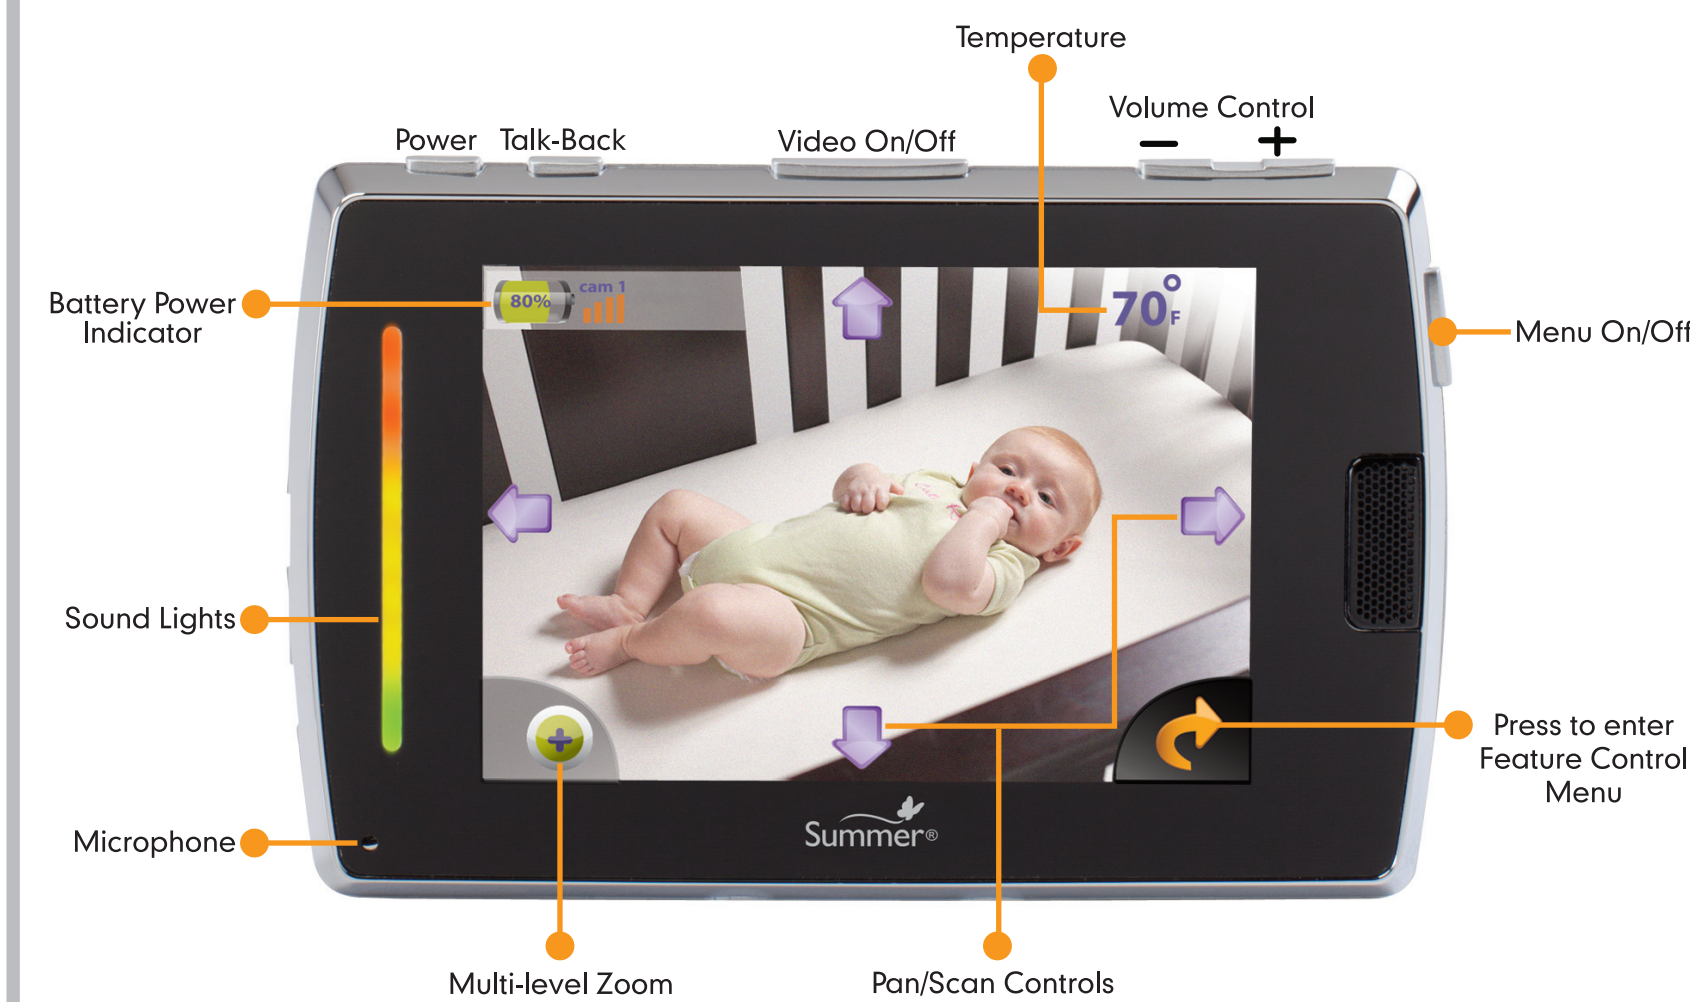 Temperature
Volume Control
− +
Power
Talk-Back
Video On/Off
Battery Power
Indicator
80%
cam 1
70°F
Menu On/Off
Sound Lights
Press to enter
Feature Control
Menu
Microphone
Summer®
Multi-level Zoom
Pan/Scan Controls